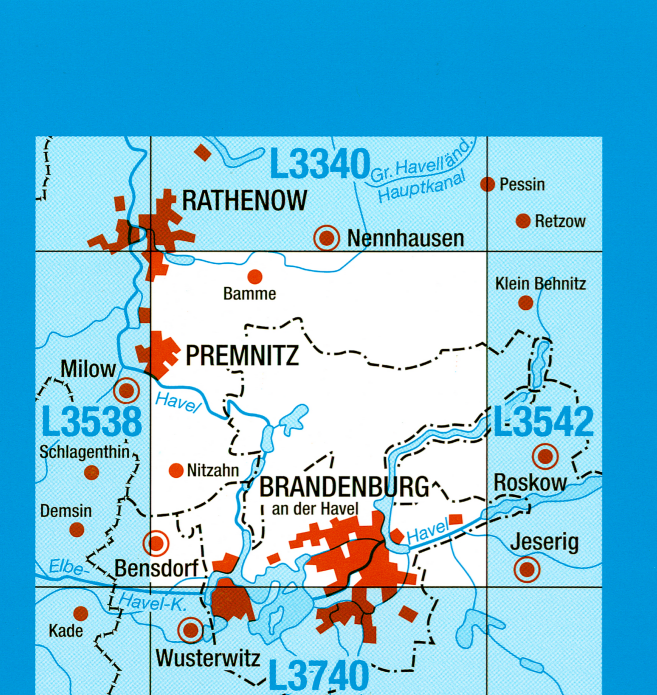 L3340
Gr. Havelländ.
Hauptkanal
Pessin
RATHENOW
Retzow
Nennhausen
Bamme
Klein Behnitz
PREMNITZ
Milow
Havel
L3538
L3542
Schlagenthin
Nitzahn
Roskow
BRANDENBURG
an der Havel
Demsin
Havel
Jeserig
Bensdorf
Elbe-
Havel-K.
Kade
Wusterwitz
L3740